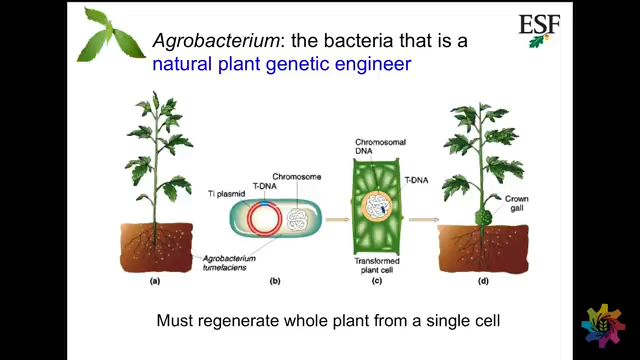 Agrobacterium: the bacteria that is a
natural plant genetic engineer
ESF
Chromosomal
DNA
Chromosome
T-DNA
Ti plasmid
T-DNA
Crown
gall
Agrobacterium
tumefaciens
Transformed
plant cell
(a)
(b)
(c)
(d)
Must regenerate whole plant from a single cell